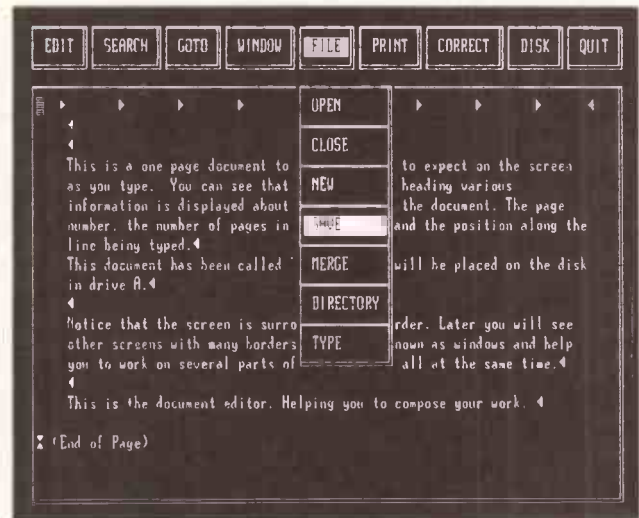 EDIT SEARCH GOTO WINDOW FILE PRINT CORRECT DISK QUIT
OPEN
CLOSE
This is a one page document to to expect on the screen
as you type. You can see that NEW heading various
information is displayed about the document. The page
number, the number of pages in SAVE and the position along the
line being typed.
This document has been called ' MERGE will be placed on the disk
in drive A.
DIRECTORY
Notice that the screen is surro rder. Later you will see
other screens with many borders TYPE nown as windows and help
you to work on several parts of all at the same time.
This is the document editor. Helping you to compose your work.
(End of Page)